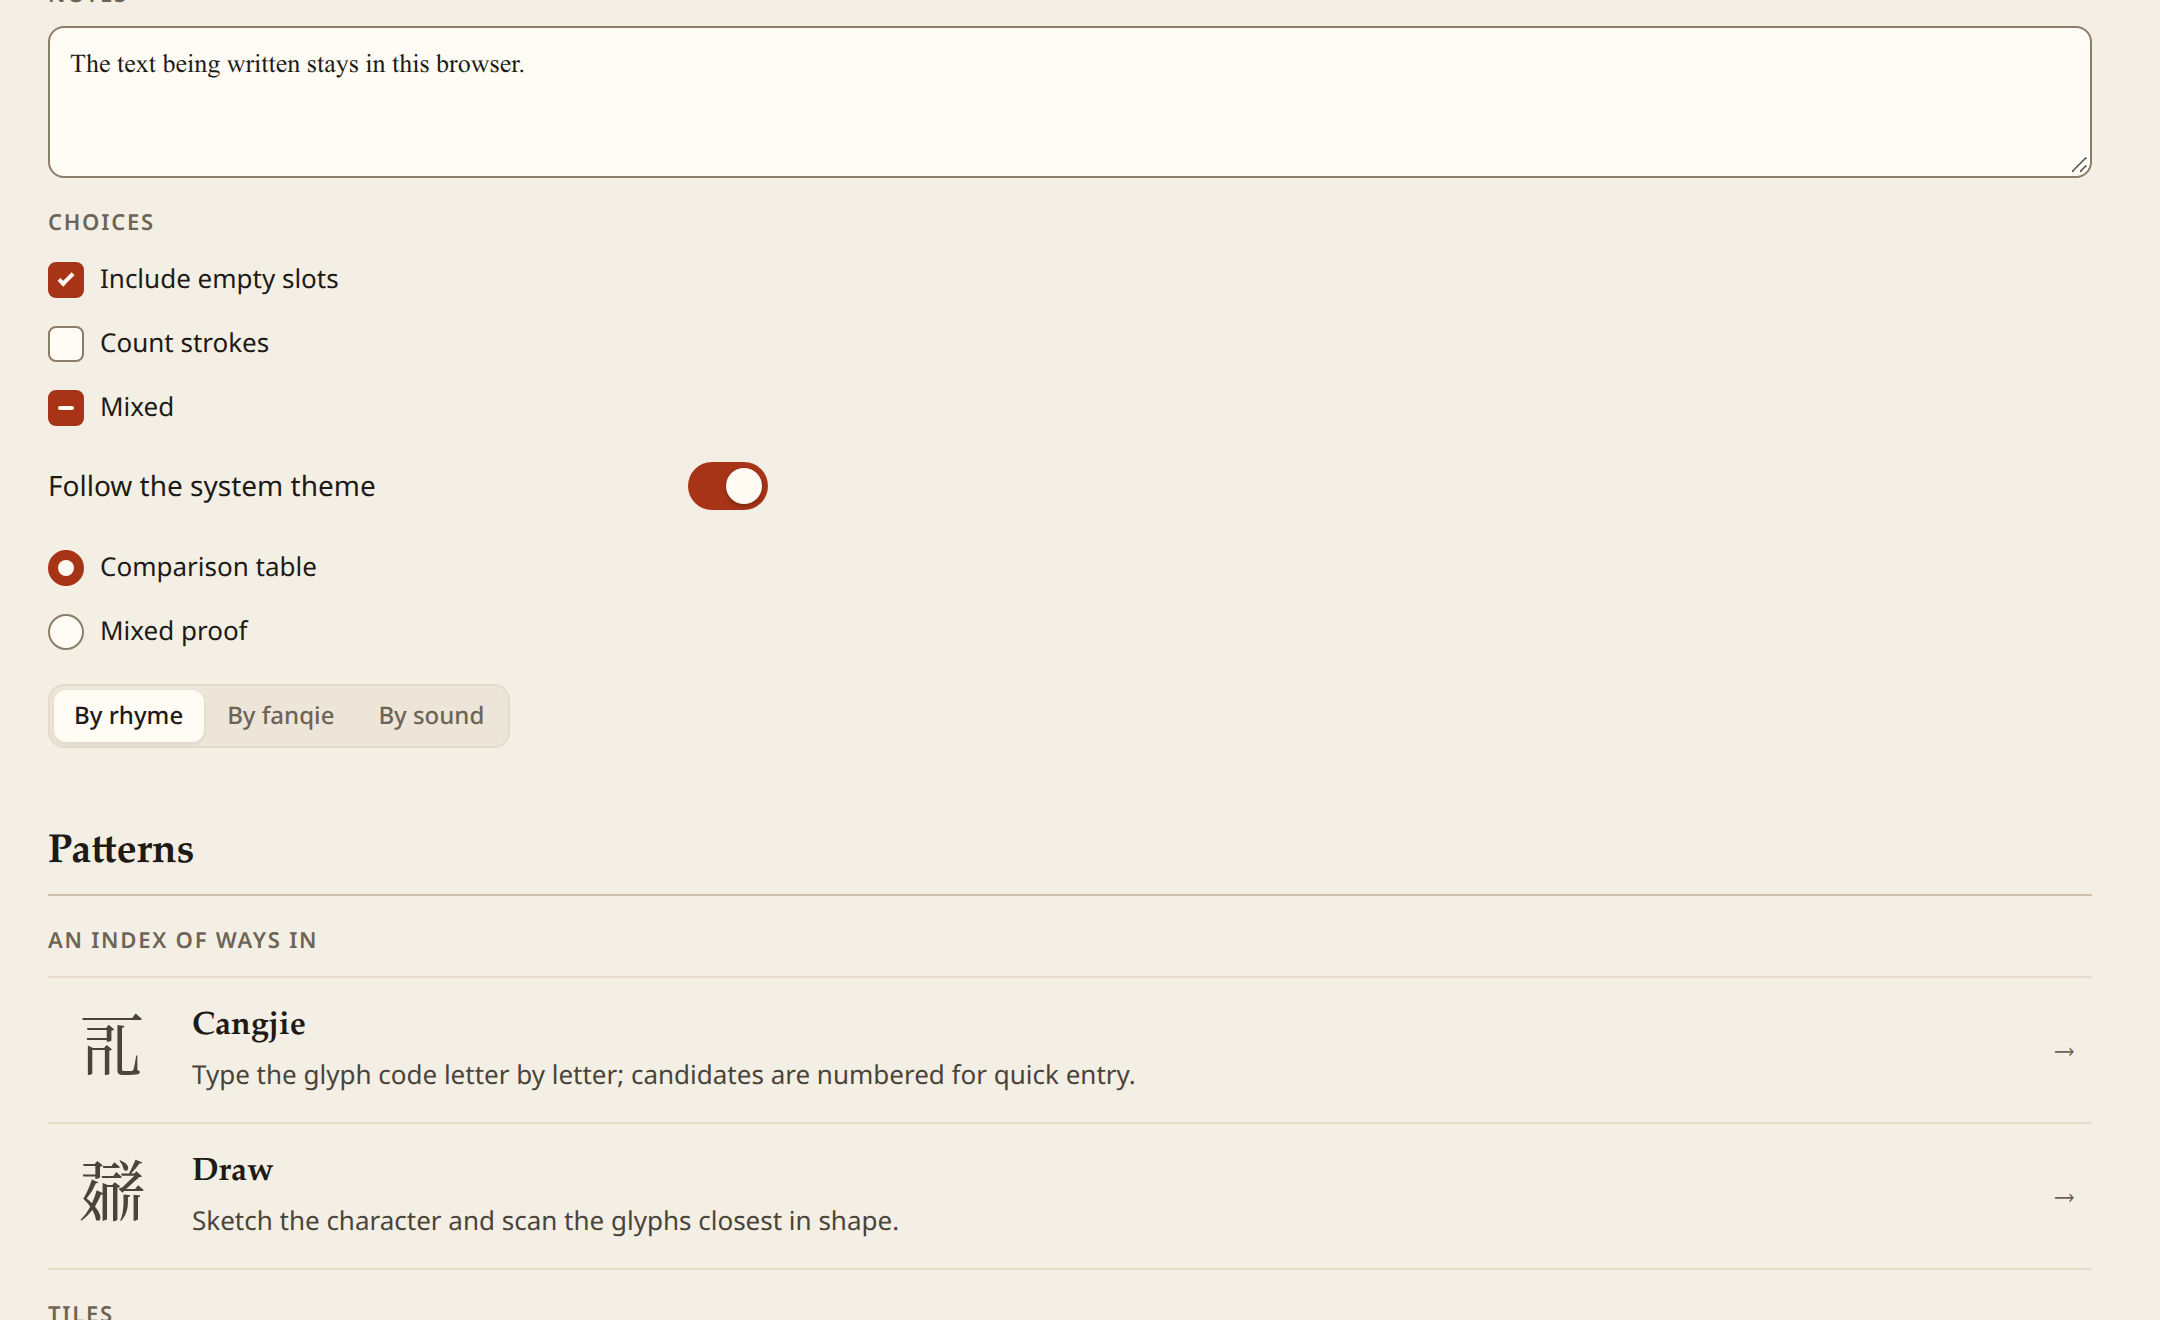 The text being written stays in this browser.
CHOICES
Include empty slots
Count strokes
Mixed
Follow the system theme
Comparison table
Mixed proof
By rhyme By fanqie By sound
Patterns
AN INDEX OF WAYS IN
Cangjie
Type the glyph code letter by letter; candidates are numbered for quick entry.
→
Draw
Sketch the character and scan the glyphs closest in shape.
→
TILES